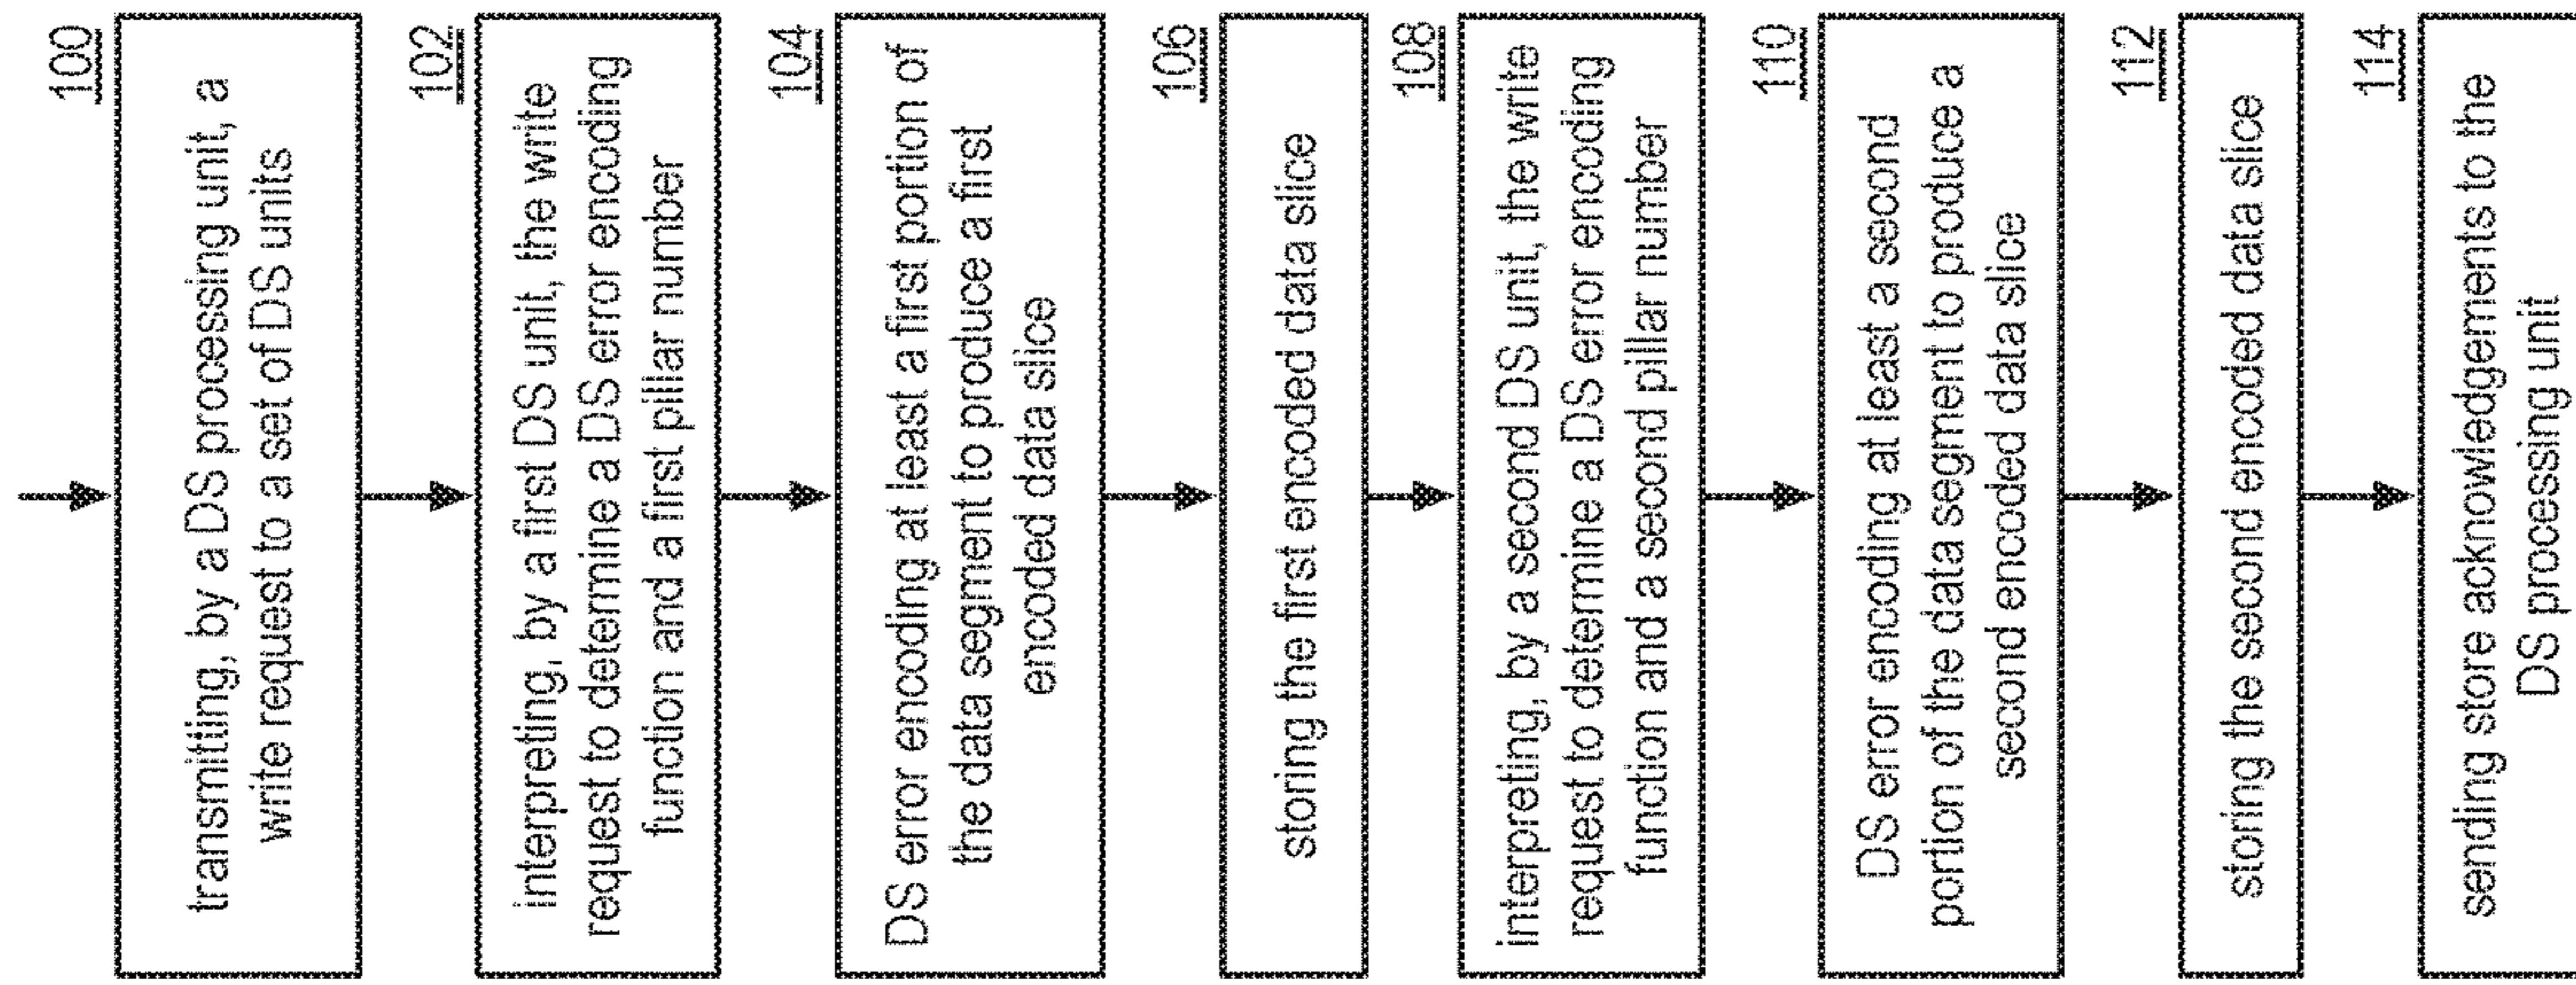 100
transmitting, by a DS processing unit, a
write request to a set of DS units
102
interpreting, by a first DS unit, the write
request to determine a DS error encoding
function and a first pillar number
104
DS error encoding at least a first portion of
the data segment to produce a first
encoded data slice
106
storing the first encoded data slice
108
interpreting, by a second DS unit, the write
request to determine a DS error encoding
function and a second pillar number
110
DS error encoding at least a second
portion of the data segment to produce a
second encoded data slice
112
storing the second encoded data slice
114
sending store acknowledgements to the
DS processing unit